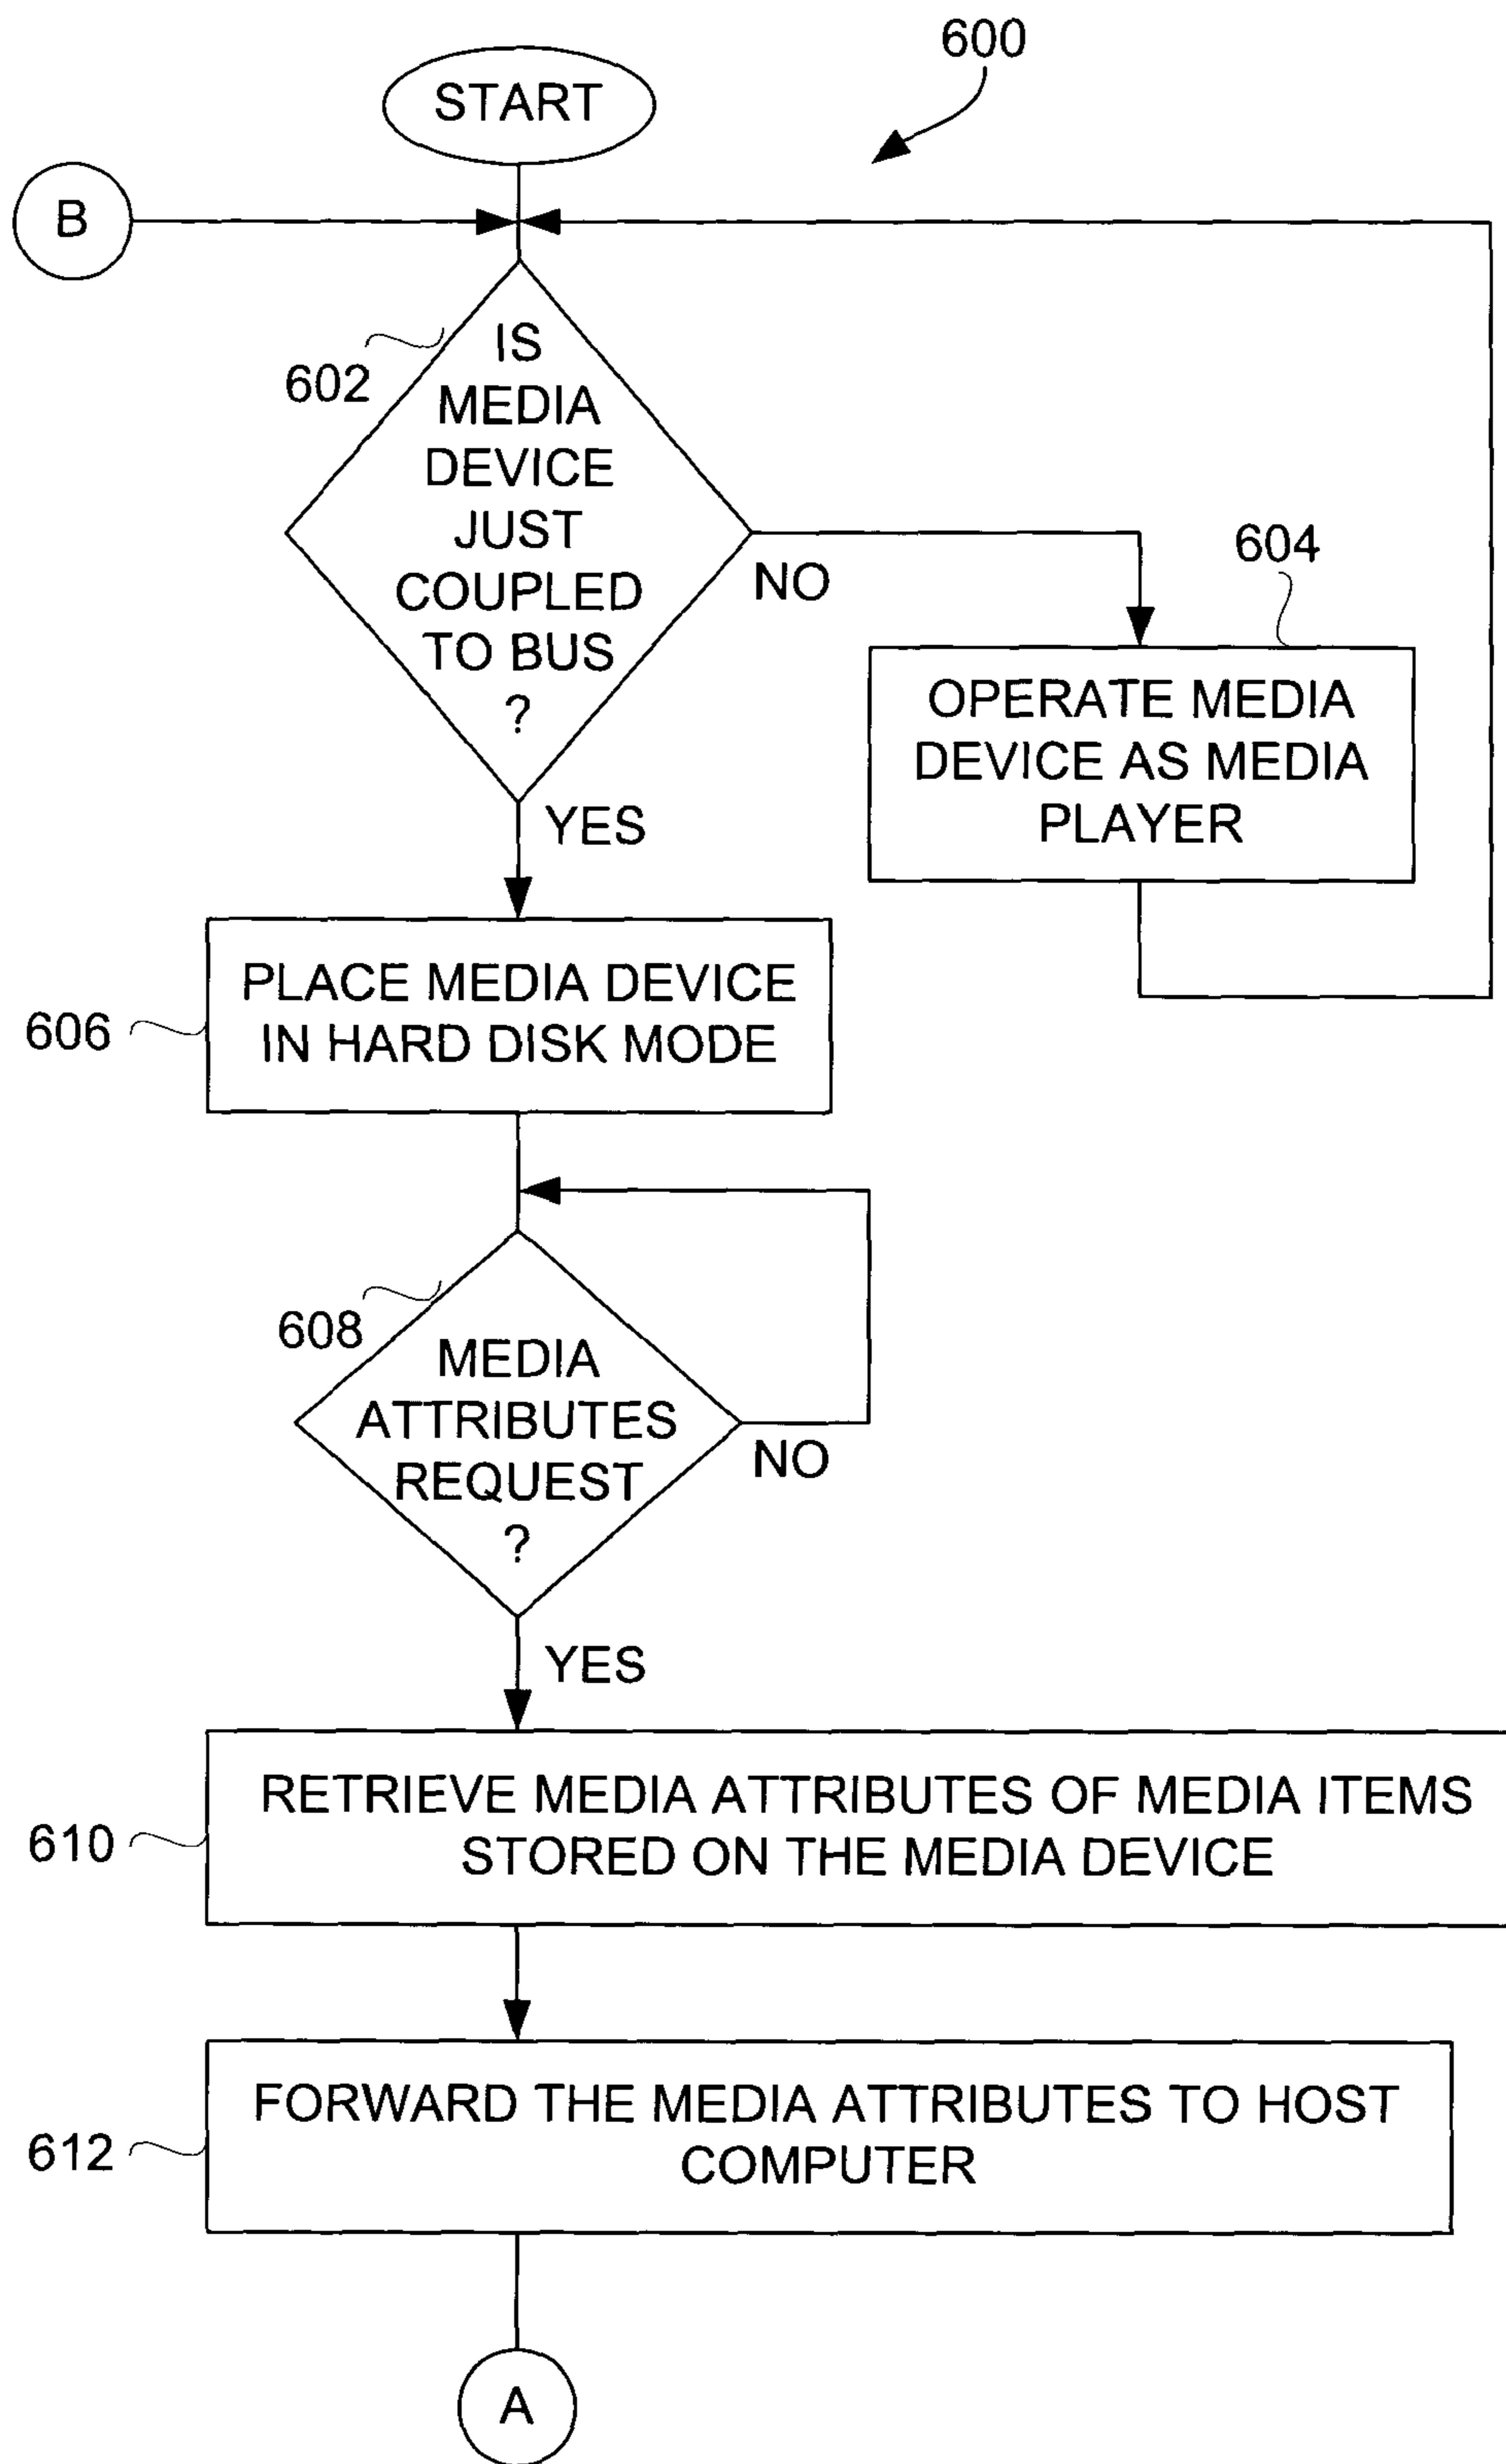 600
START
B
602
IS
MEDIA
DEVICE
JUST
COUPLED
TO BUS
?
NO
604
OPERATE MEDIA
DEVICE AS MEDIA
PLAYER
YES
606
PLACE MEDIA DEVICE
IN HARD DISK MODE
608
MEDIA
ATTRIBUTES
REQUEST
?
NO
YES
610
RETRIEVE MEDIA ATTRIBUTES OF MEDIA ITEMS
STORED ON THE MEDIA DEVICE
612
FORWARD THE MEDIA ATTRIBUTES TO HOST
COMPUTER
A